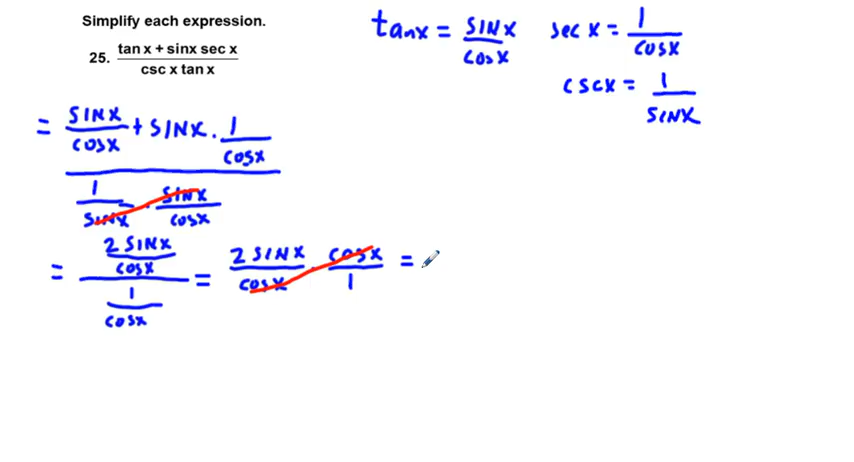 Simplify each expression.
25. tan x + sinx sec x
csc x tan x
tanx = SINX / COSX
sec x = 1 / COSX
CSCX = 1 / SINX
= SINX / COSX + SINX · 1 / COSX
1 / SINX · SINX / COSX
= 2 SINX / COSX
1 / COSX
= 2 SINX / COSX · COSX / 1 =